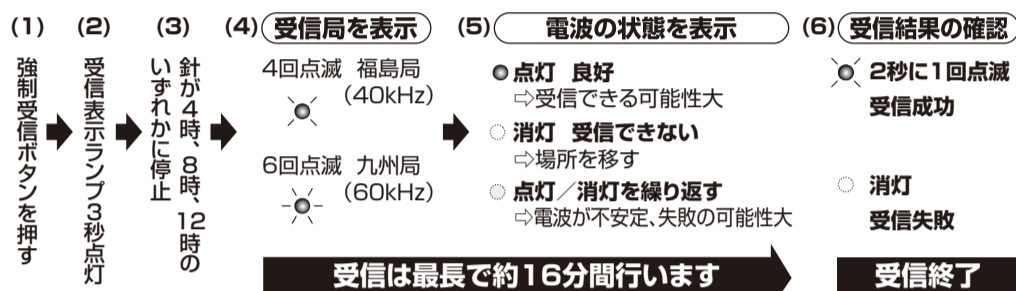 (1)
強制受信ボタンを押す
(2)
受信表示ランプ3秒点灯
(3)
針が4時、8時、12時の
いずれかに停止
(4) 受信局を表示
4回点滅 福島局
(40kHz)
6回点滅 九州局
(60kHz)
(5) 電波の状態を表示
点灯 良好
⇨受信できる可能性大
消灯 受信できない
⇨場所を移す
点灯／消灯を繰り返す
⇨電波が不安定、失敗の可能性大
受信は最長で約16分間行います
(6) 受信結果の確認
2秒に1回点滅
受信成功
消灯
受信失敗
受信終了